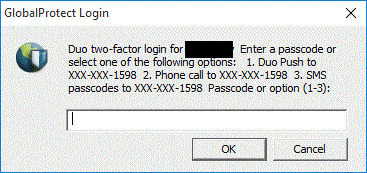 GlobalProtect Login
Duo two-factor login for Enter a passcode or
select one of the following options: 1. Duo Push to
XXX-XXX-1598 2. Phone call to XXX-XXX-1598 3. SMS
passcodes to XXX-XXX-1598 Passcode or option (1-3):
OK Cancel